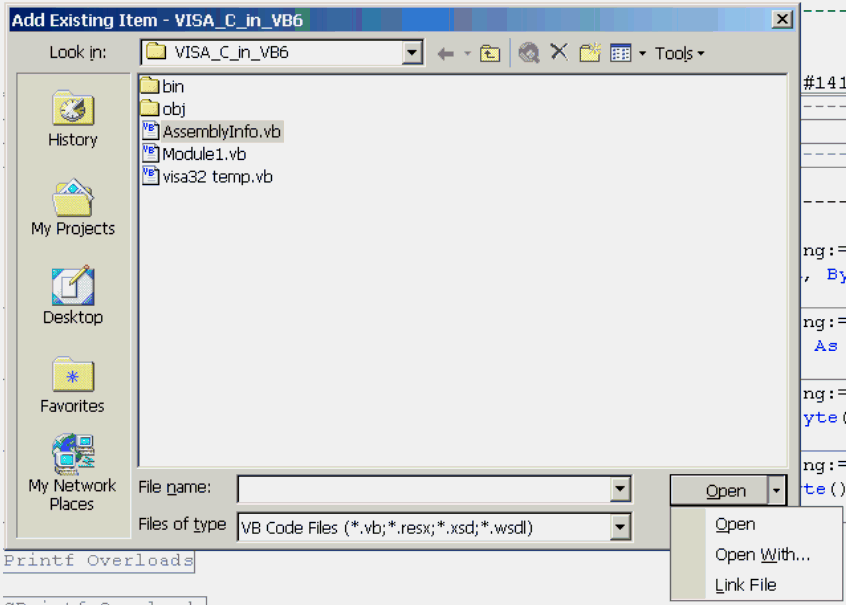 Add Existing Item - VISA_C_in_VB6
Look in:
VISA_C_in_VB6
Tools
History
My Projects
Desktop
Favorites
My Network
Places
bin
obj
AssemblyInfo.vb
Module1.vb
visa32 temp.vb
File name:
Open
Files of type
VB Code Files (*.vb;*.resx;*.xsd;*.wsdl)
Open
Open With...
Link File
#141
ng:=
, By
ng:=
As
ng:=
yte(
ng:=
te()
Printf Overloads